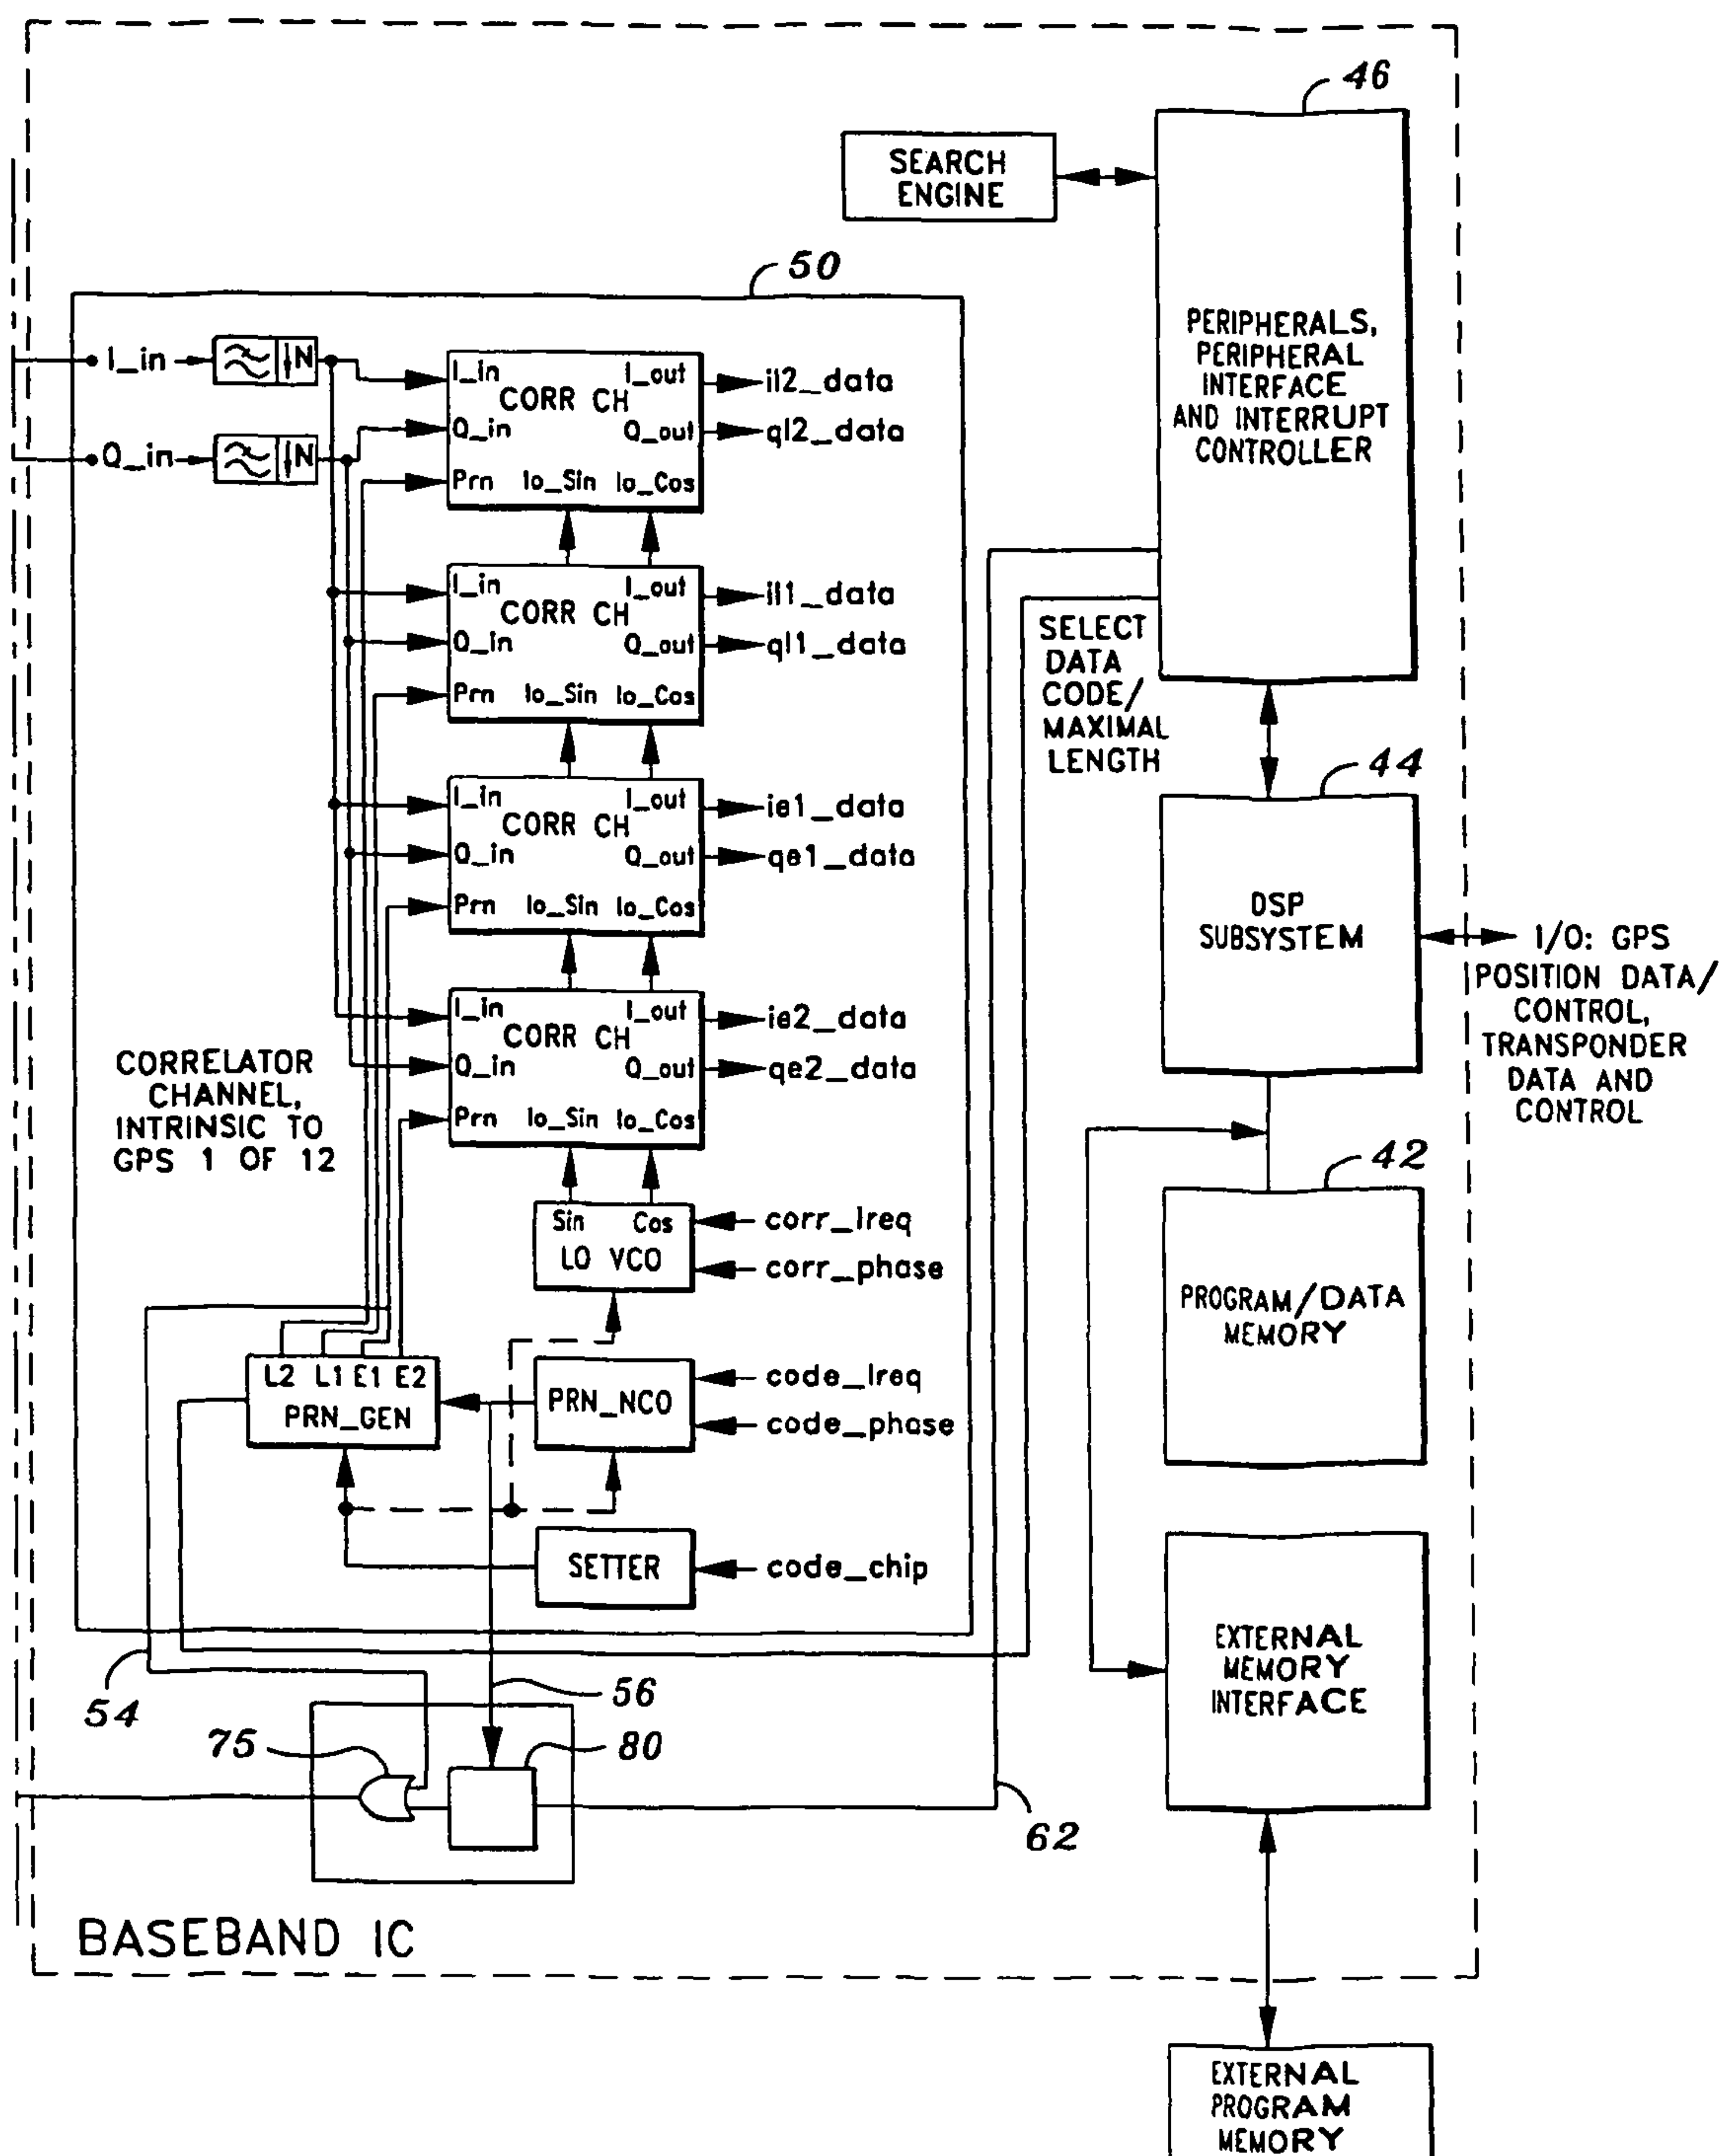 46
SEARCH
ENGINE
50
PERIPHERALS,
PERIPHERAL
INTERFACE
AND INTERRUPT
CONTROLLER
I_in
↓N
Q_in
↓N
I_in I_out
CORR CH
Q_in Q_out
Prn lo_Sin lo_Cos
il2_data
ql2_data
I_in I_out
CORR CH
Q_in Q_out
Prn lo_Sin lo_Cos
il1_data
ql1_data
SELECT
DATA
CODE/
MAXIMAL
LENGTH
I_in I_out
CORR CH
Q_in Q_out
Prn lo_Sin lo_Cos
ie1_data
qe1_data
44
DSP
SUBSYSTEM
I/O: GPS
POSITION DATA/
CONTROL,
TRANSPONDER
DATA AND
CONTROL
I_in I_out
CORR CH
Q_in Q_out
Prn lo_Sin lo_Cos
ie2_data
qe2_data
CORRELATOR
CHANNEL,
INTRINSIC TO
GPS 1 OF 12
42
PROGRAM/DATA
MEMORY
Sin Cos
LO VCO
corr_freq
corr_phase
L2 L1 E1 E2
PRN_GEN
PRN_NCO
code_freq
code_phase
SETTER
code_chip
EXTERNAL
MEMORY
INTERFACE
54
56
75
80
62
BASEBAND IC
EXTERNAL
PROGRAM
MEMORY